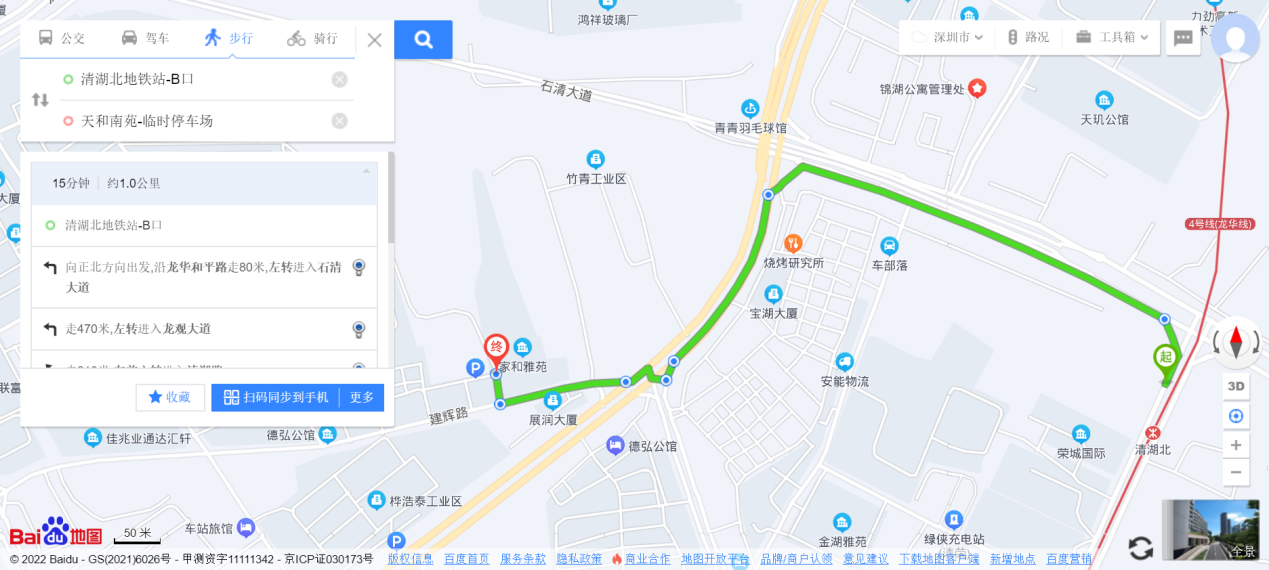 公交
驾车
步行
骑行
清湖北地铁站-B口
天和南苑-临时停车场
15分钟
约1.0公里
清湖北地铁站-B口
向正北方向出发,沿龙华和平路走80米,左转进入石清
大道
走470米,左转进入龙观大道
收藏
扫码同步到手机
更多
深圳市
路况
工具箱
鸿祥玻璃厂
石清大道
青青羽毛球馆
竹青工业区
锦湖公寓管理处
天玑公馆
4号线(龙华线)
烧烤研究所
车部落
宝湖大厦
终
家和雅苑
起
安能物流
3D
建辉路
展润大厦
德弘公馆
佳兆业通达汇轩
德弘公馆
荣城国际
清湖北
桦浩泰工业区
车站旅馆
金湖雅苑
绿侠充电站
全景
Bai 地图
50 米
© 2022 Baidu - GS(2021)6026号 - 甲测资字11111342 - 京ICP证030173号
版权信息
百度首页
服务条款
隐私政策
商业合作
地图开放平台
品牌/商户认领
意见建议
下载地图客户端
新增地点
百度营销